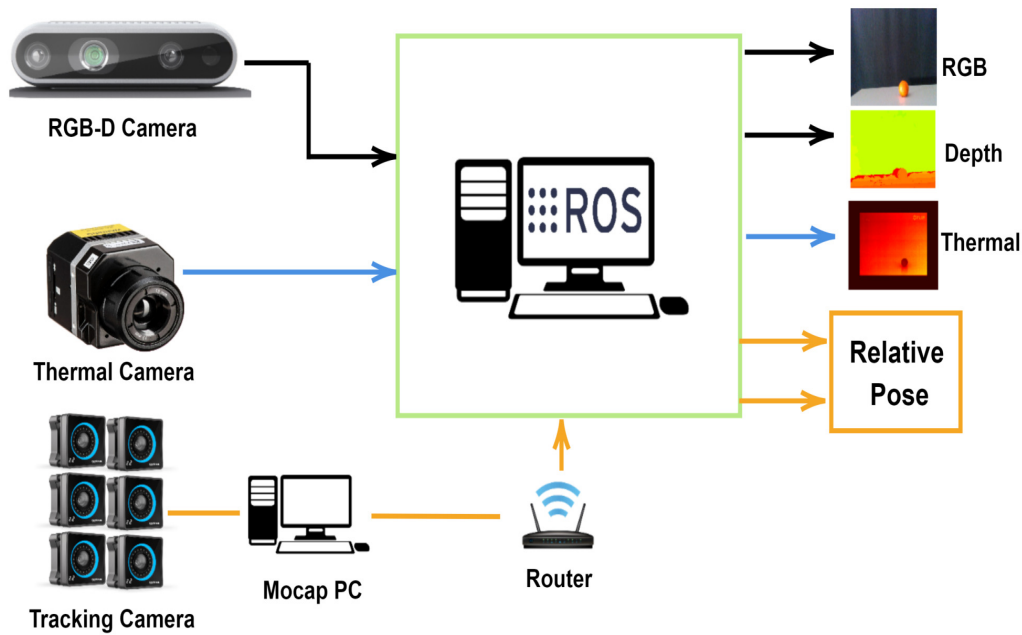 RGB-D Camera
Thermal Camera
Tracking Camera
Mocap PC
Router
ROS
RGB
Depth
Thermal
Relative
Pose